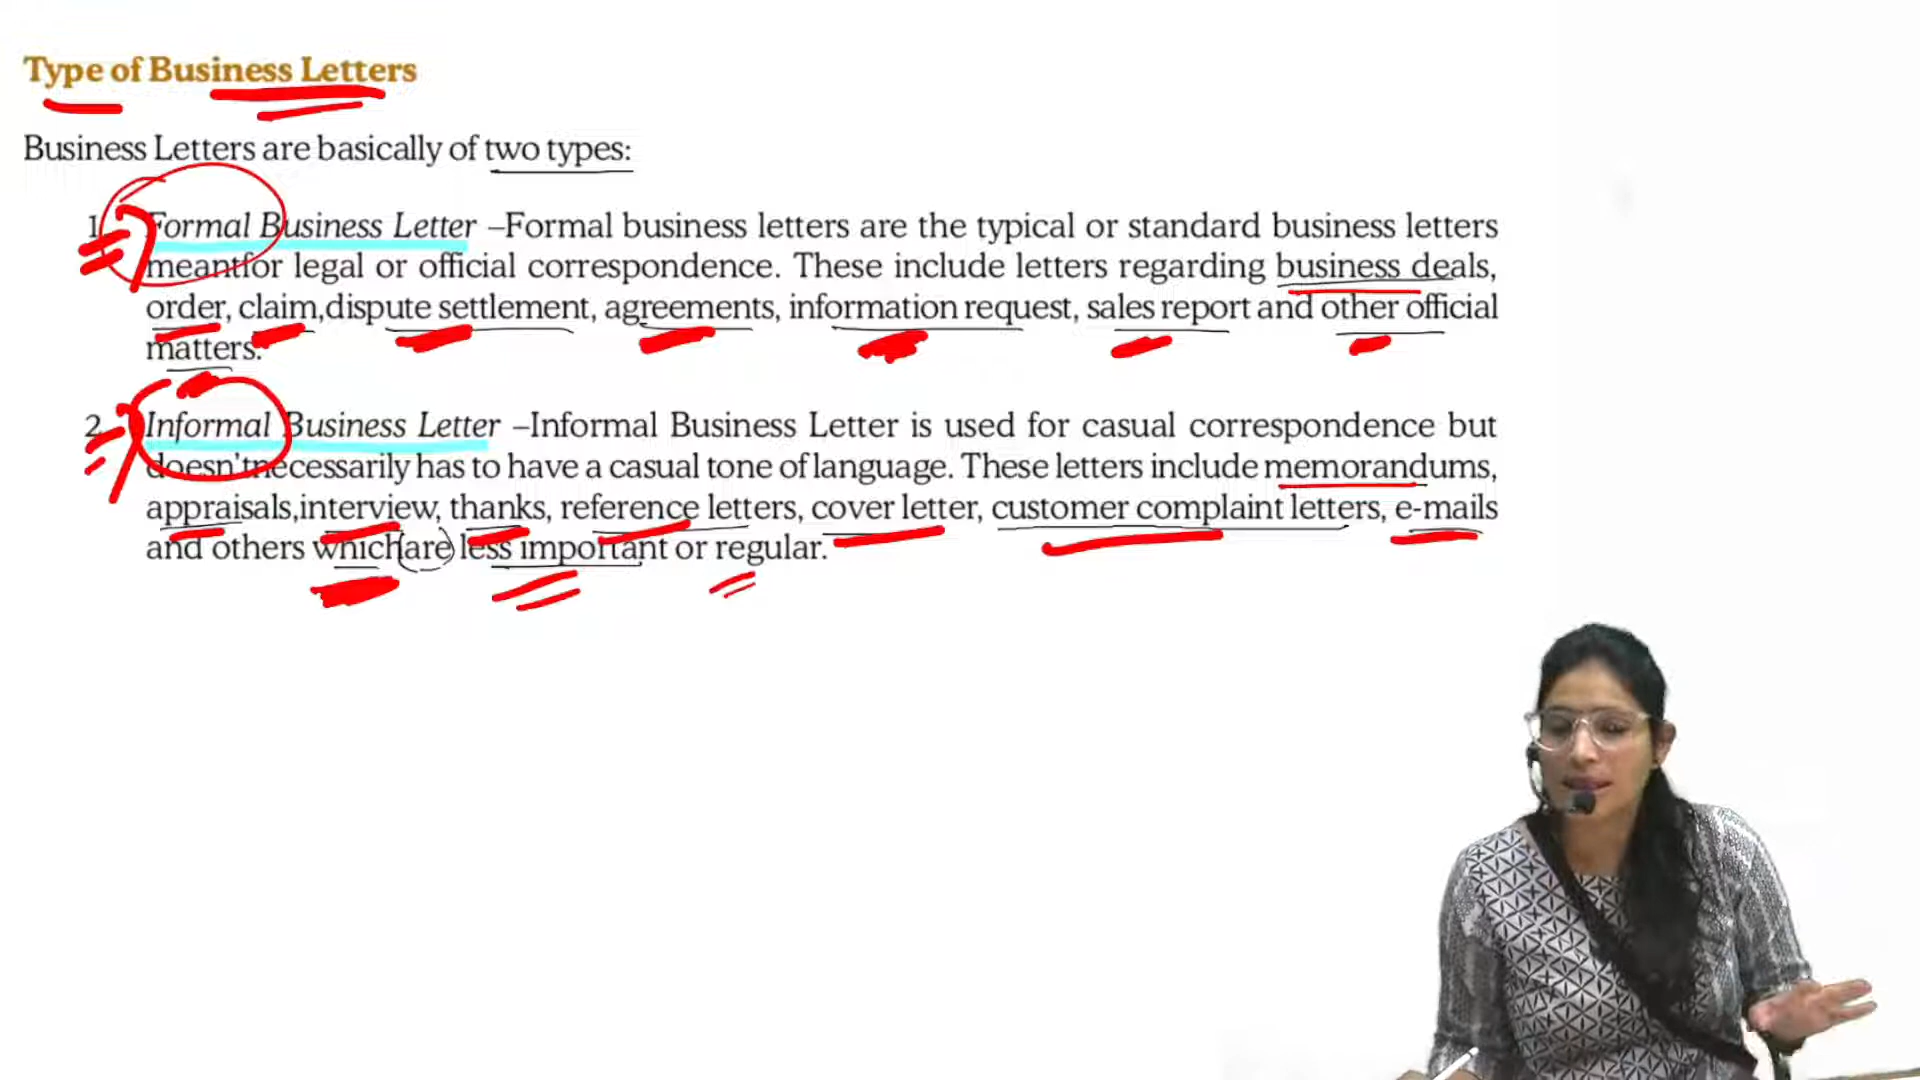 Type of Business Letters
Business Letters are basically of two types:
1. Formal Business Letter –Formal business letters are the typical or standard business letters
meantfor legal or official correspondence. These include letters regarding business deals,
order, claim,dispute settlement, agreements, information request, sales report and other official
matters.
2. Informal Business Letter –Informal Business Letter is used for casual correspondence but
doesn'tnecessarily has to have a casual tone of language. These letters include memorandums,
appraisals,interview, thanks, reference letters, cover letter, customer complaint letters, e-mails
and others which are less important or regular.